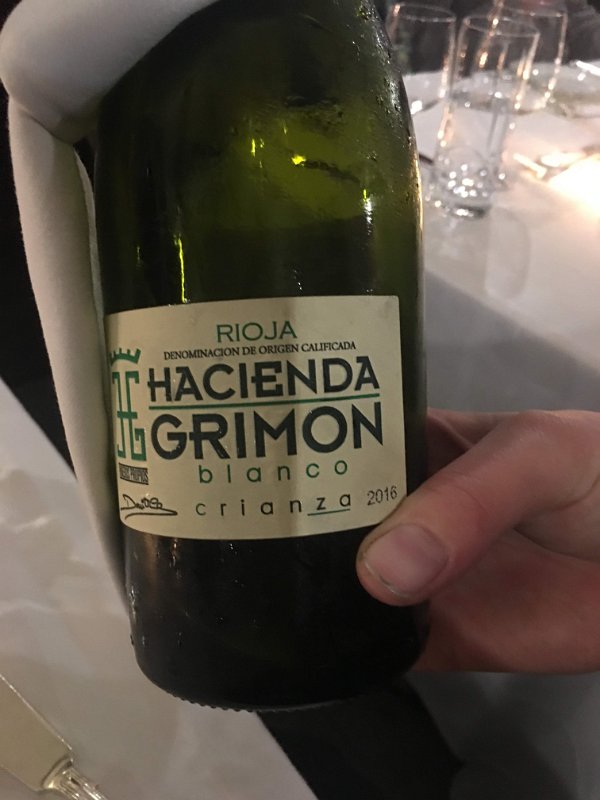 RIOJA
DENOMINACION DE ORIGEN CALIFICADA
HACIENDA
GRIMON
blanco
crianza 2016